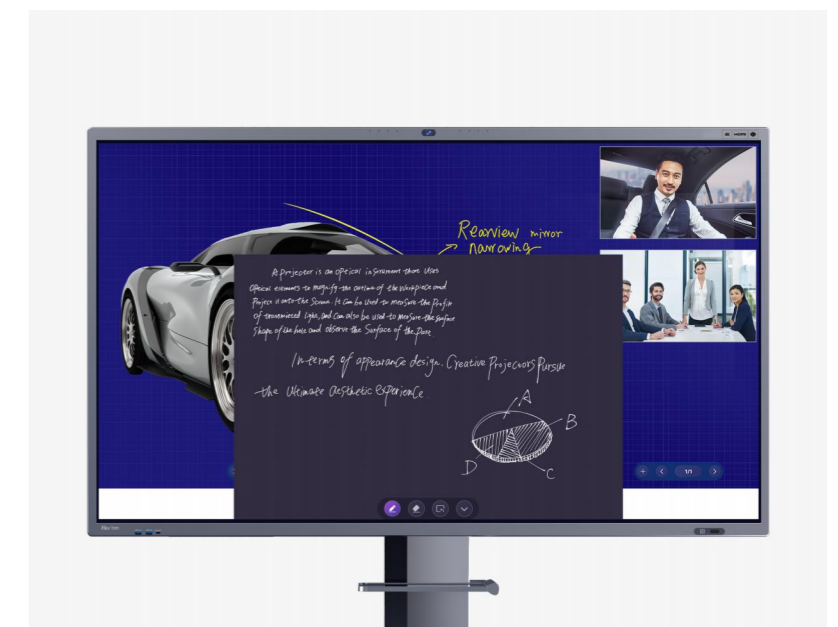 HDMI
Rearview mirror
narrowing
A Projector is an optical instrument that Uses
Optical elements to magnify the outline of the workpiece and
Project it onto the Screen. It Can be Used to measure the Profile
of transmitted light, and Can also be used to measure the Surface
Shape of the hole and observe the Surface of the Part.
In terms of appearance design. Creative Projectors Pursue
the Ultimate aesthetic experience
A
B
D
C
1/1